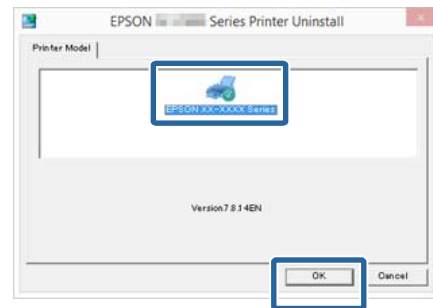 EPSON Series Printer Uninstall
Printer Model
EPSON XX-XXXX Series
Version7.8.14EN
OK
Cancel